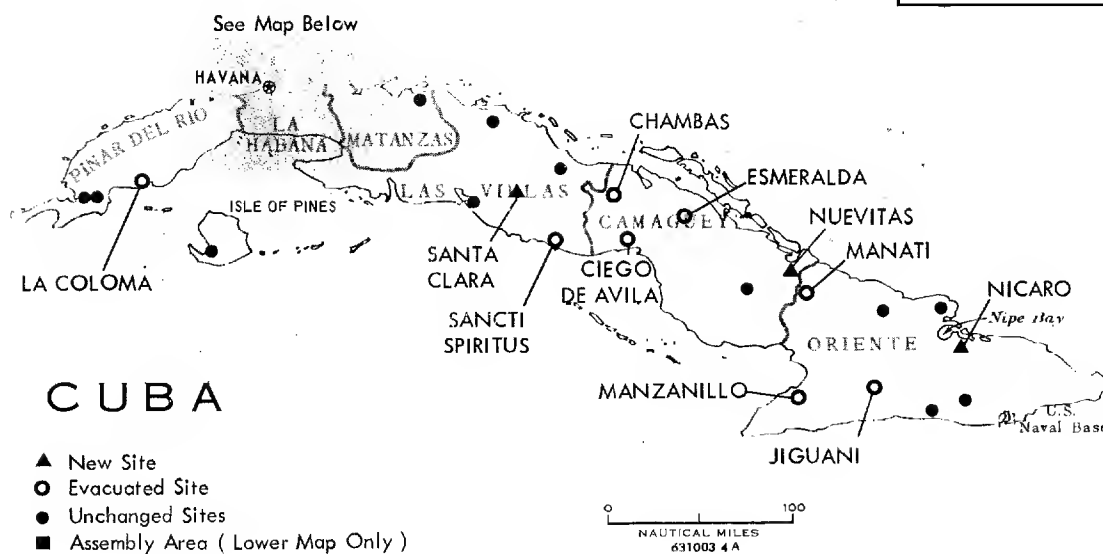 See Map Below
HAVANA
PINAR DEL RIO
LA
HABANA
MATANZAS
CHAMBAS
ESMERALDA
LAS VILLAS
ISLE OF PINES
CAMAGUEY
NUEVITAS
MANATI
LA COLOMA
SANTA
CLARA
CIEGO
DE AVILA
NICARO
Nipe Bay
SANCTI
SPIRITUS
ORIENTE
MANZANILLO
U.S.
Naval Base
JIGUANI
CUBA
New Site
Evacuated Site
Unchanged Sites
Assembly Area ( Lower Map Only )
0 100
NAUTICAL MILES
631003 4 A